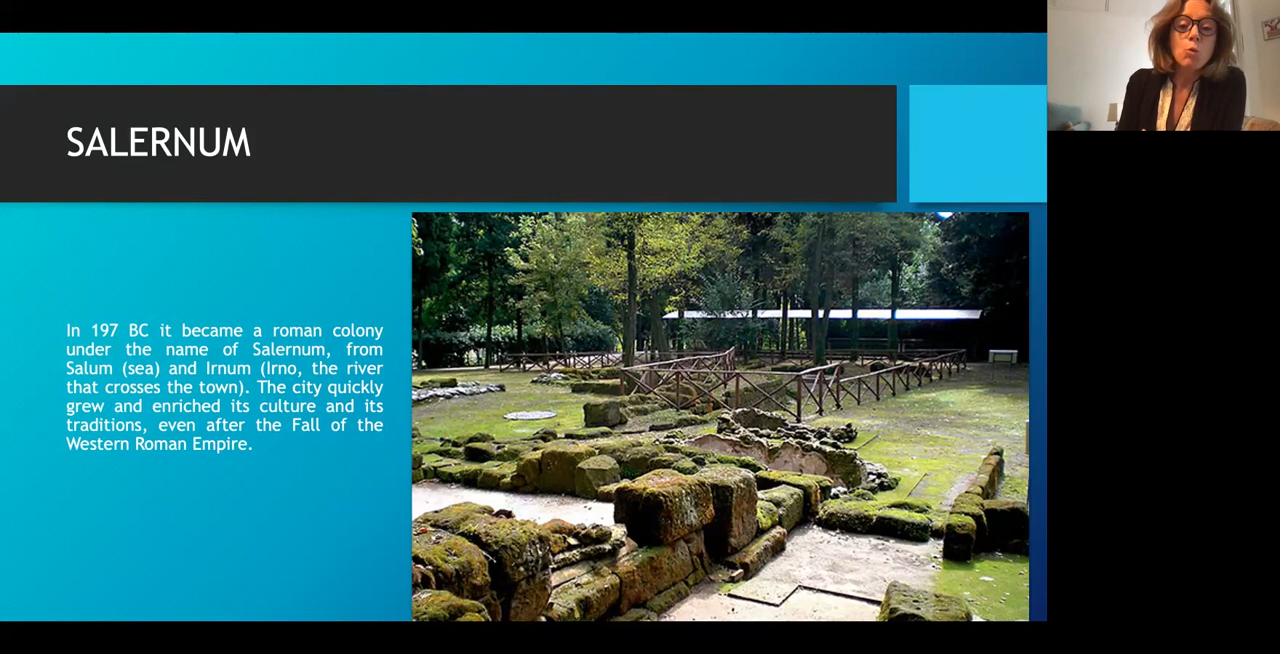 SALERNUM
In 197 BC it became a roman colony
under the name of Salernum, from
Salum (sea) and Irnum (Irno, the river
that crosses the town). The city quickly
grew and enriched its culture and its
traditions, even after the Fall of the
Western Roman Empire.